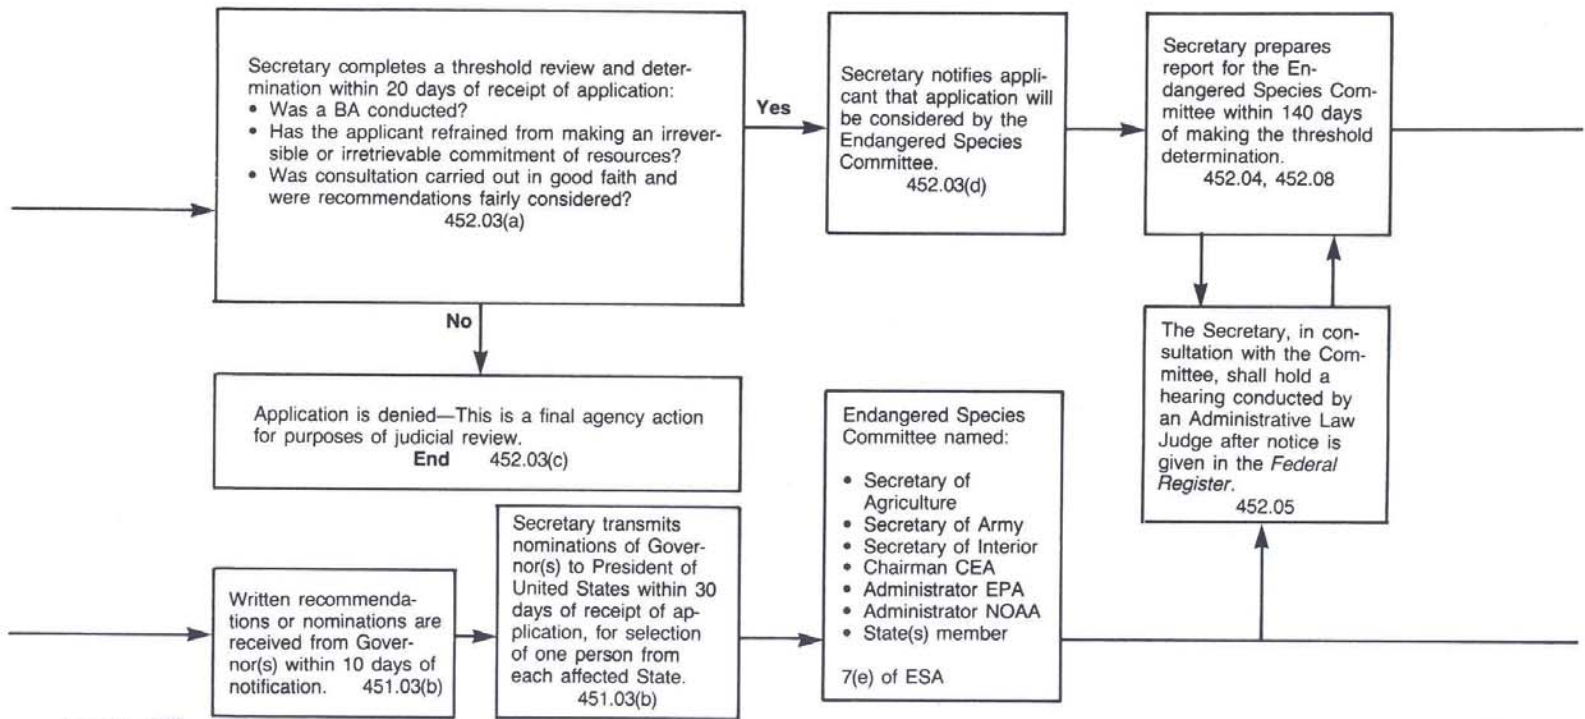 Secretary completes a threshold review and deter-
mination within 20 days of receipt of application:
• Was a BA conducted?
• Has the applicant refrained from making an irrever-
sible or irretrievable commitment of resources?
• Was consultation carried out in good faith and
were recommendations fairly considered?
452.03(a)
Yes
Secretary notifies appli-
cant that application will
be considered by the
Endangered Species
Committee.
452.03(d)
Secretary prepares
report for the En-
dangered Species Com-
mittee within 140 days
of making the threshold
determination.
452.04, 452.08
No
Application is denied—This is a final agency action
for purposes of judicial review.
End 452.03(c)
The Secretary, in con-
sultation with the Com-
mittee, shall hold a
hearing conducted by
an Administrative Law
Judge after notice is
given in the Federal
Register.
452.05
Written recommenda-
tions or nominations are
received from Gover-
nor(s) within 10 days of
notification. 451.03(b)
Secretary transmits
nominations of Gover-
nor(s) to President of
United States within 30
days of receipt of ap-
plication, for selection
of one person from
each affected State.
451.03(b)
Endangered Species
Committee named:
• Secretary of
Agriculture
• Secretary of Army
• Secretary of Interior
• Chairman CEA
• Administrator EPA
• Administrator NOAA
• State(s) member
7(e) of ESA